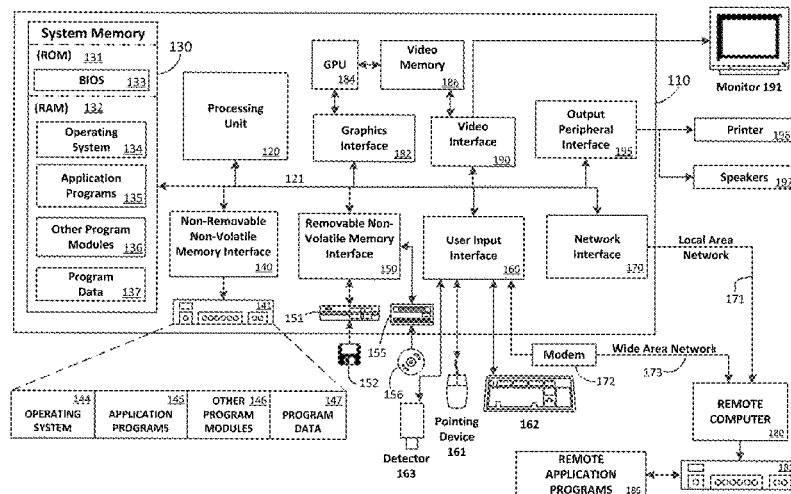 System Memory
(ROM) 131
BIOS 133
(RAM) 132
Operating System 134
Application Programs 135
Other Program Modules 136
Program Data 137
130
Processing Unit 120
GPU 184
Video Memory 186
Graphics Interface 182
Video Interface 190
Output Peripheral Interface 195
110
Monitor 191
Printer 196
Speakers 197
121
Non-Removable Non-Volatile Memory Interface 140
Removable Non-Volatile Memory Interface 150
User Input Interface 160
Network Interface 170
Local Area Network
171
141
151
155
152
156
Modem
172
Wide Area Network
173
OPERATING SYSTEM 144
APPLICATION PROGRAMS 145
OTHER PROGRAM MODULES 146
PROGRAM DATA 147
Detector 163
Pointing Device 161
162
REMOTE COMPUTER 180
REMOTE APPLICATION PROGRAMS 185